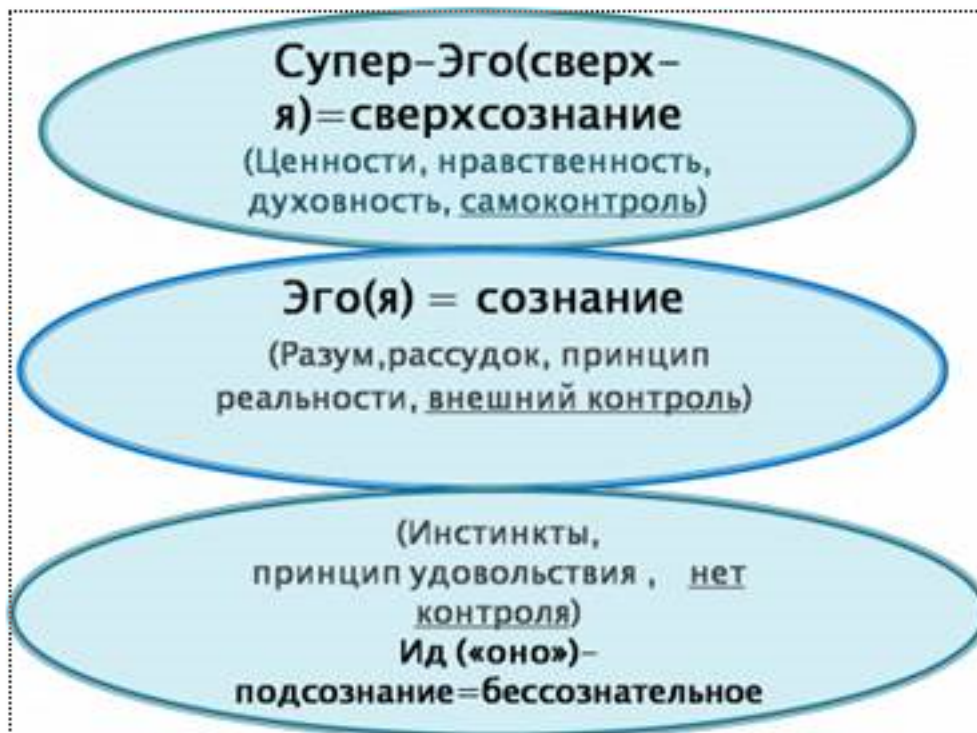 Супер-Эго(сверх-
я)=сверхсознание
(Ценности, нравственность,
духовность, самоконтроль)
Эго(я) = сознание
(Разум,рассудок, принцип
реальности, внешний контроль)
(Инстинкты,
принцип удовольствия , нет
контроля)
Ид («оно»)-
подсознание=бессознательное